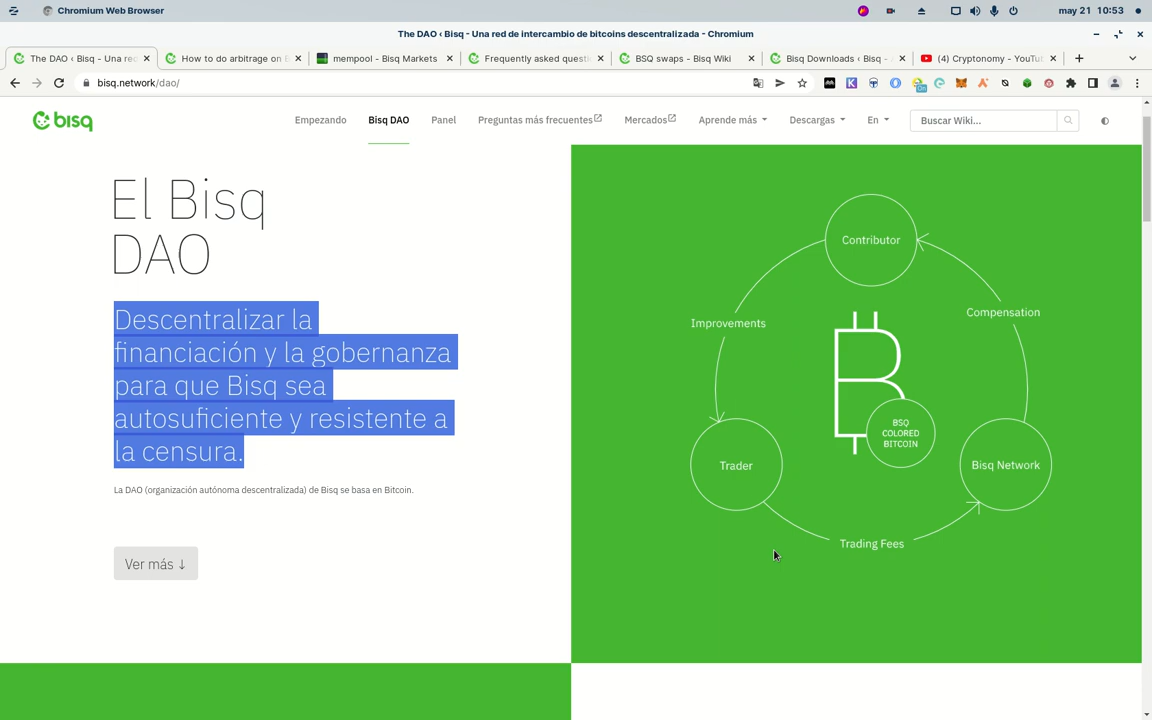 Chromium Web Browser
may 21 10:53
The DAO ‹ Bisq - Una red de intercambio de bitcoins descentralizada - Chromium
The DAO ‹ Bisq - Una red
How to do arbitrage on B
mempool - Bisq Markets
Frequently asked questi
BSQ swaps - Bisq Wiki
Bisq Downloads ‹ Bisq -
(4) Cryptonomy - YouTu
bisq.network/dao/
On
bisq
Empezando
Bisq DAO
Panel
Preguntas más frecuentes
Mercados
Aprende más
Descargas
En
Buscar Wiki...
El Bisq
DAO
Descentralizar la
financiación y la gobernanza
para que Bisq sea
autosuficiente y resistente a
la censura.
La DAO (organización autónoma descentralizada) de Bisq se basa en Bitcoin.
Ver más ↓
Contributor
Improvements
Compensation
BSQ
COLORED
BITCOIN
Trader
Bisq Network
Trading Fees